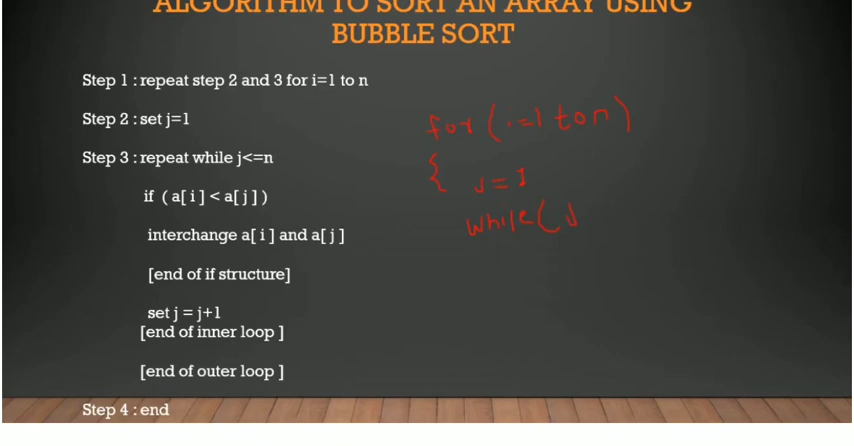 ALGORITHM TO SORT AN ARRAY USING
BUBBLE SORT
Step 1 : repeat step 2 and 3 for i=1 to n
Step 2 : set j=1
Step 3 : repeat while j<=n
if ( a[ i ] < a[ j ] )
interchange a[ i ] and a[ j ]
[end of if structure]
set j = j+1
[end of inner loop ]
[end of outer loop ]
Step 4 : end
for (i=1 to n)
{ j=1
while( j